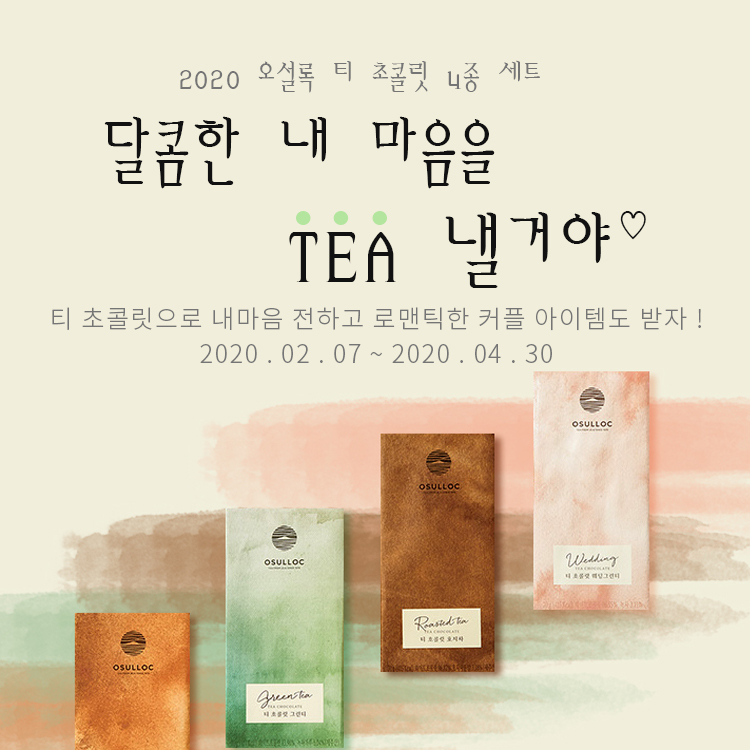 2020 오설록 티 초콜릿 4종 세트
달콤한 내 마음을
TEA 낼거야♡
티 초콜릿으로 내마음 전하고 로맨틱한 커플 아이템도 받자 !
2020 . 02 . 07 ~ 2020 . 04 . 30
OSULLOC
Wedding
TEA CHOCOLATE
티 초콜릿 웨딩그린티
OSULLOC
Roasted tea
TEA CHOCOLATE
티 초콜릿 호지차
OSULLOC
Green tea
TEA CHOCOLATE
티 초콜릿 그린티
OSULLOC